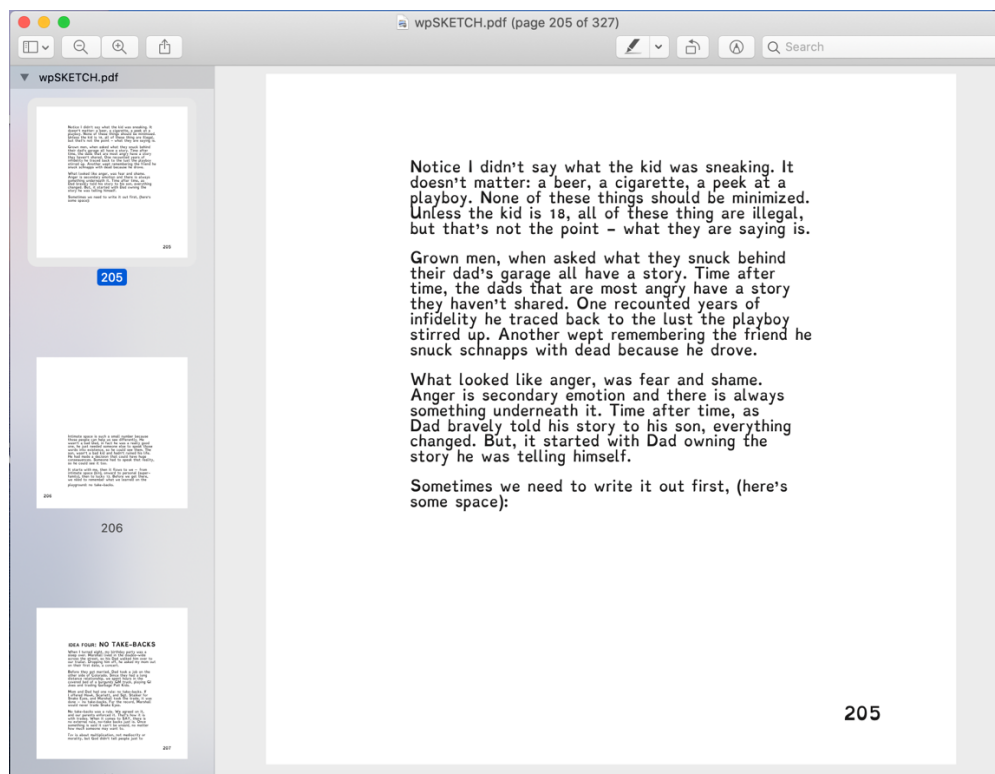 wpSKETCH.pdf (page 205 of 327)
Search
wpSKETCH.pdf
205
205
206
206
IDEA FOUR: NO TAKE-BACKS
207
Notice I didn't say what the kid was sneaking. It
doesn't matter: a beer, a cigarette, a peek at a
playboy. None of these things should be minimized.
Unless the kid is 18, all of these thing are illegal,
but that's not the point – what they are saying is.
Grown men, when asked what they snuck behind
their dad's garage all have a story. Time after
time, the dads that are most angry have a story
they haven't shared. One recounted years of
infidelity he traced back to the lust the playboy
stirred up. Another wept remembering the friend he
snuck schnapps with dead because he drove.
What looked like anger, was fear and shame.
Anger is secondary emotion and there is always
something underneath it. Time after time, as
Dad bravely told his story to his son, everything
changed. But, it started with Dad owning the
story he was telling himself.
Sometimes we need to write it out first, (here's
some space):
205